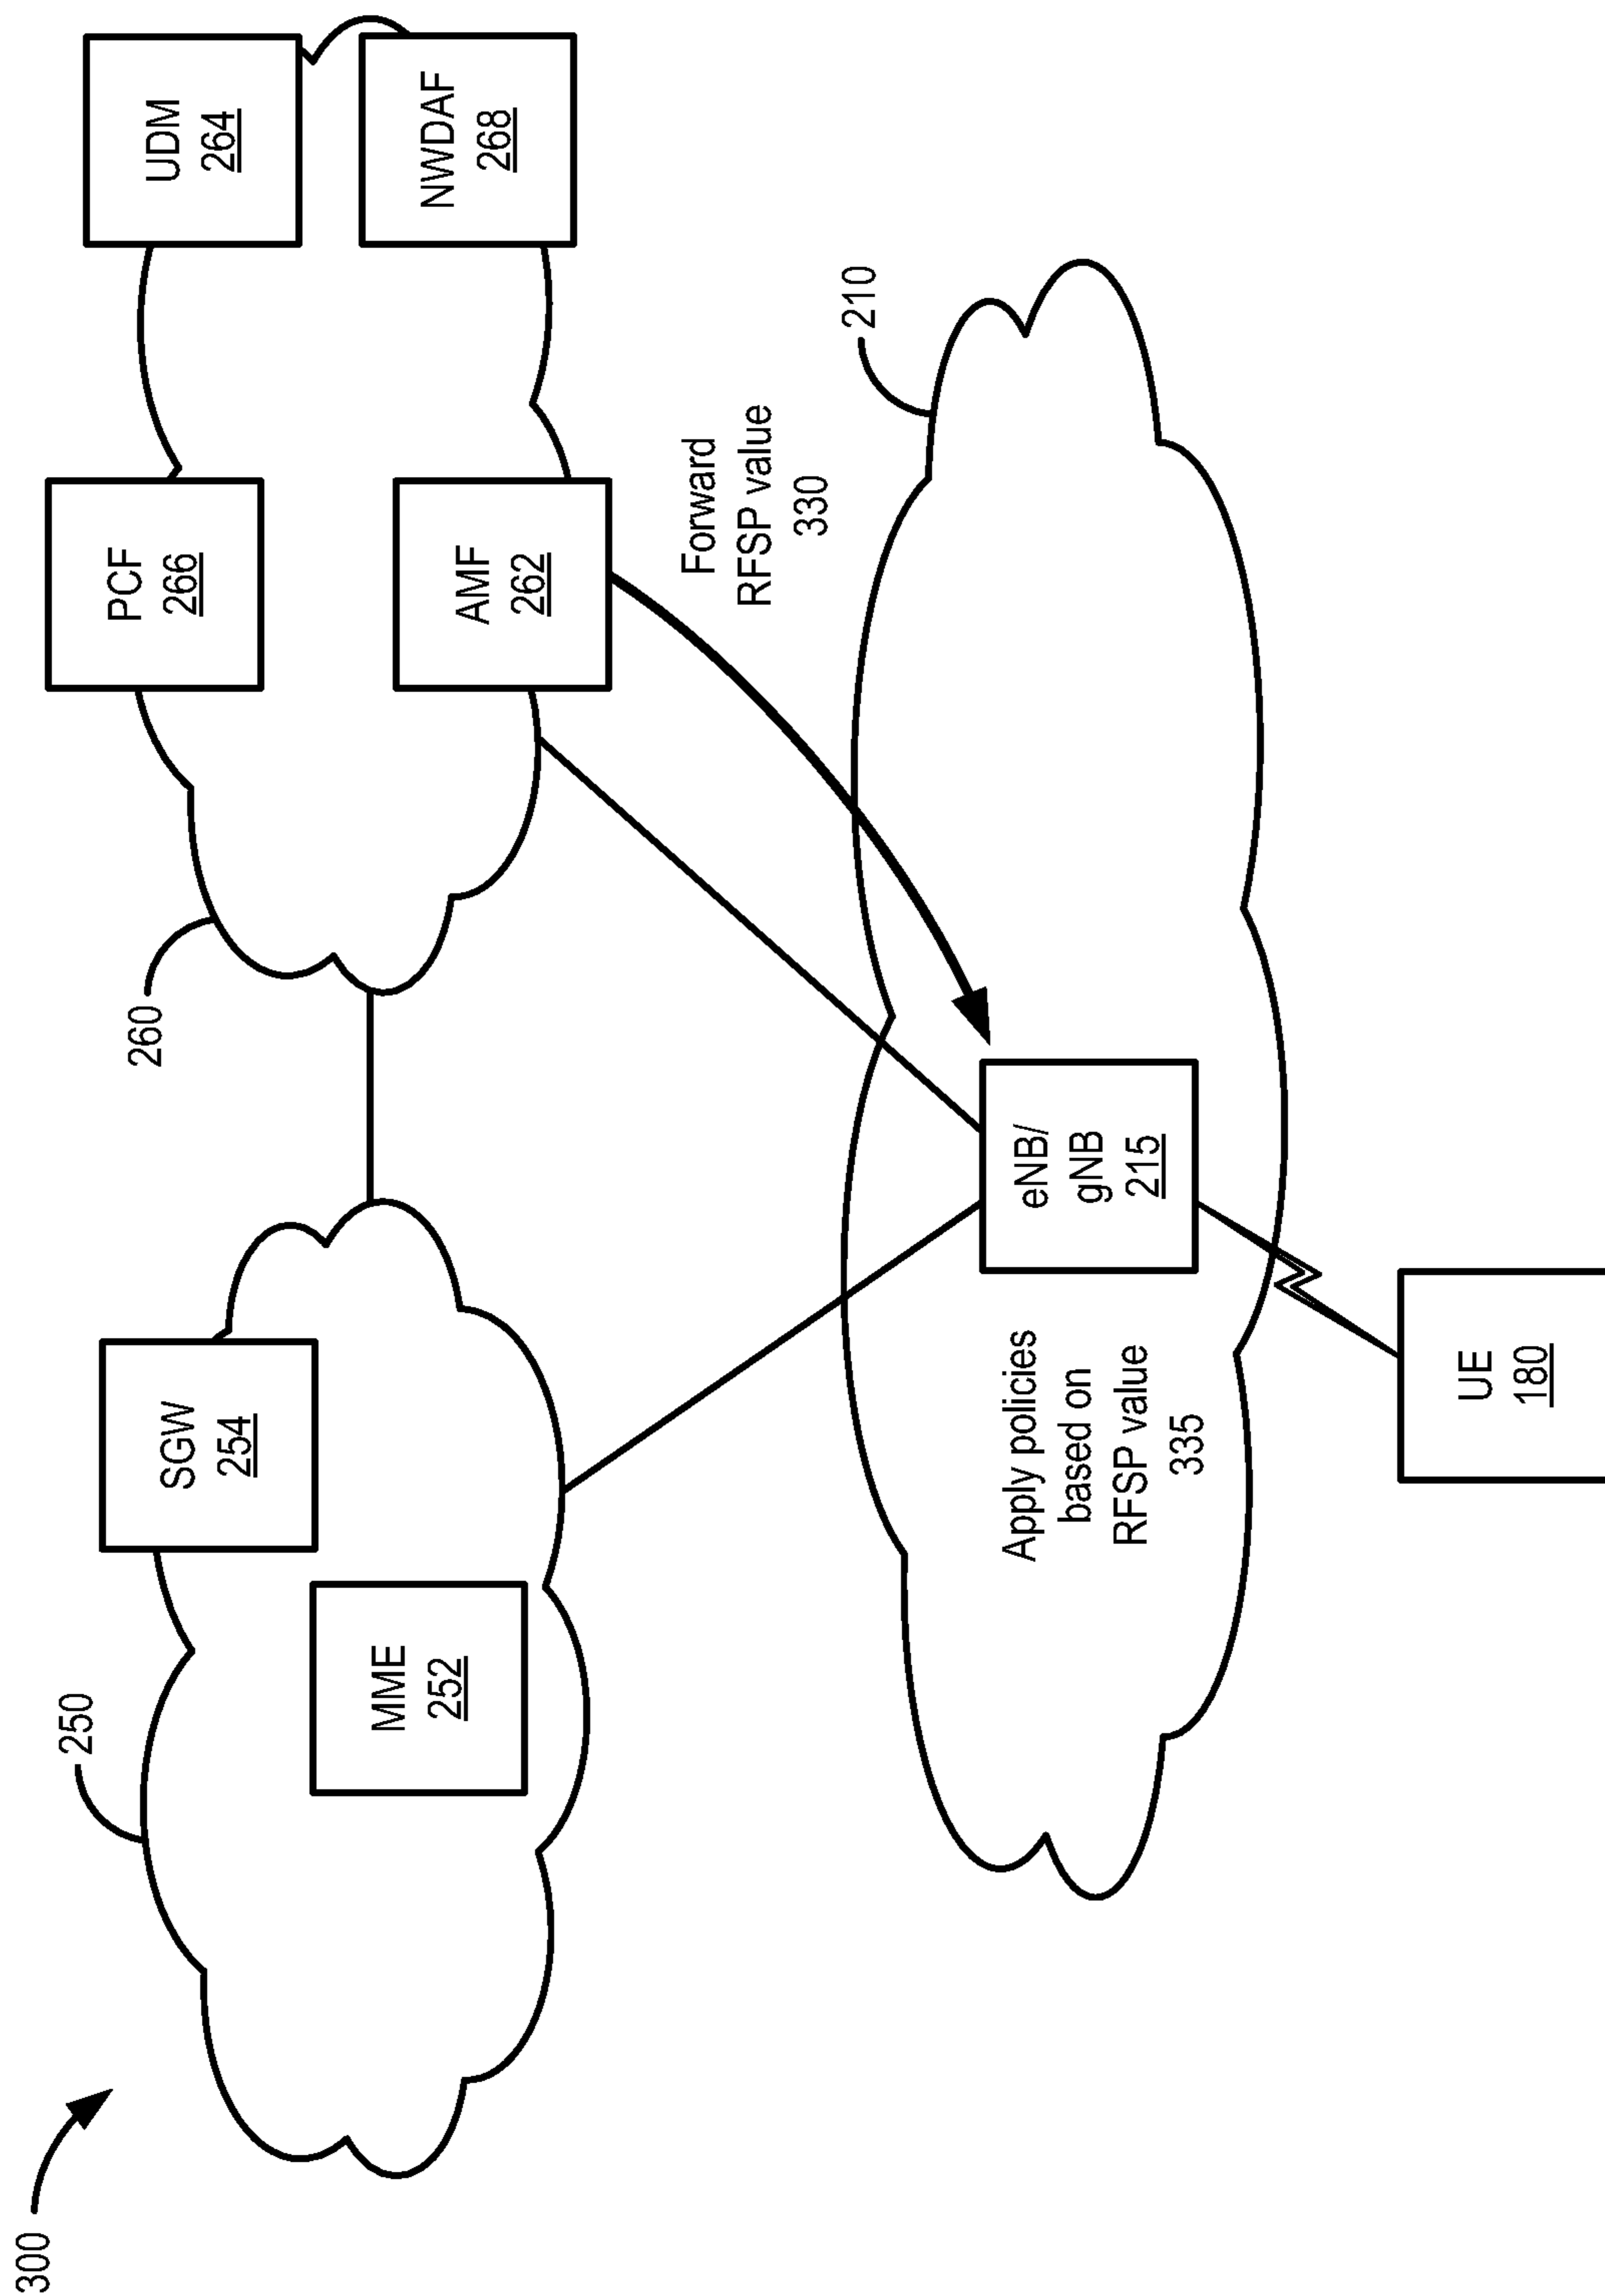 300
250
SGW
254
MME
252
260
PCF
266
UDM
264
AMF
262
NWDAF
268
Forward
RFSP value
330
210
Apply policies
based on
RFSP value
335
eNB/
gNB
215
UE
180